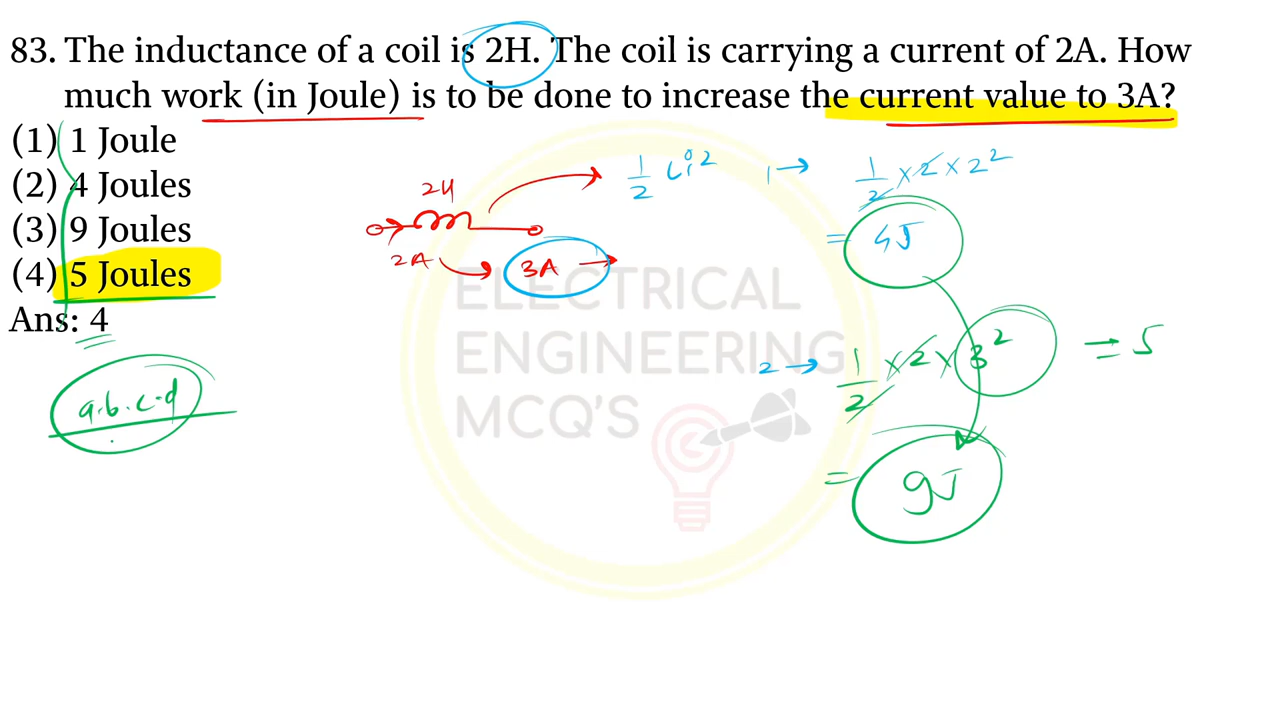 83. The inductance of a coil is 2H. The coil is carrying a current of 2A. How
much work (in Joule) is to be done to increase the current value to 3A?
(1) 1 Joule
(2) 4 Joules
(3) 9 Joules
(4) 5 Joules
Ans: 4
a.b.c.d
2H
2A
3A
1/2 Li²
1 → 1/2 × 2 × 2²
= 4J
2 → 1/2 × 2 × 3² = 5
= 9J
ELECTRICAL
ENGINEERING
MCQ'S